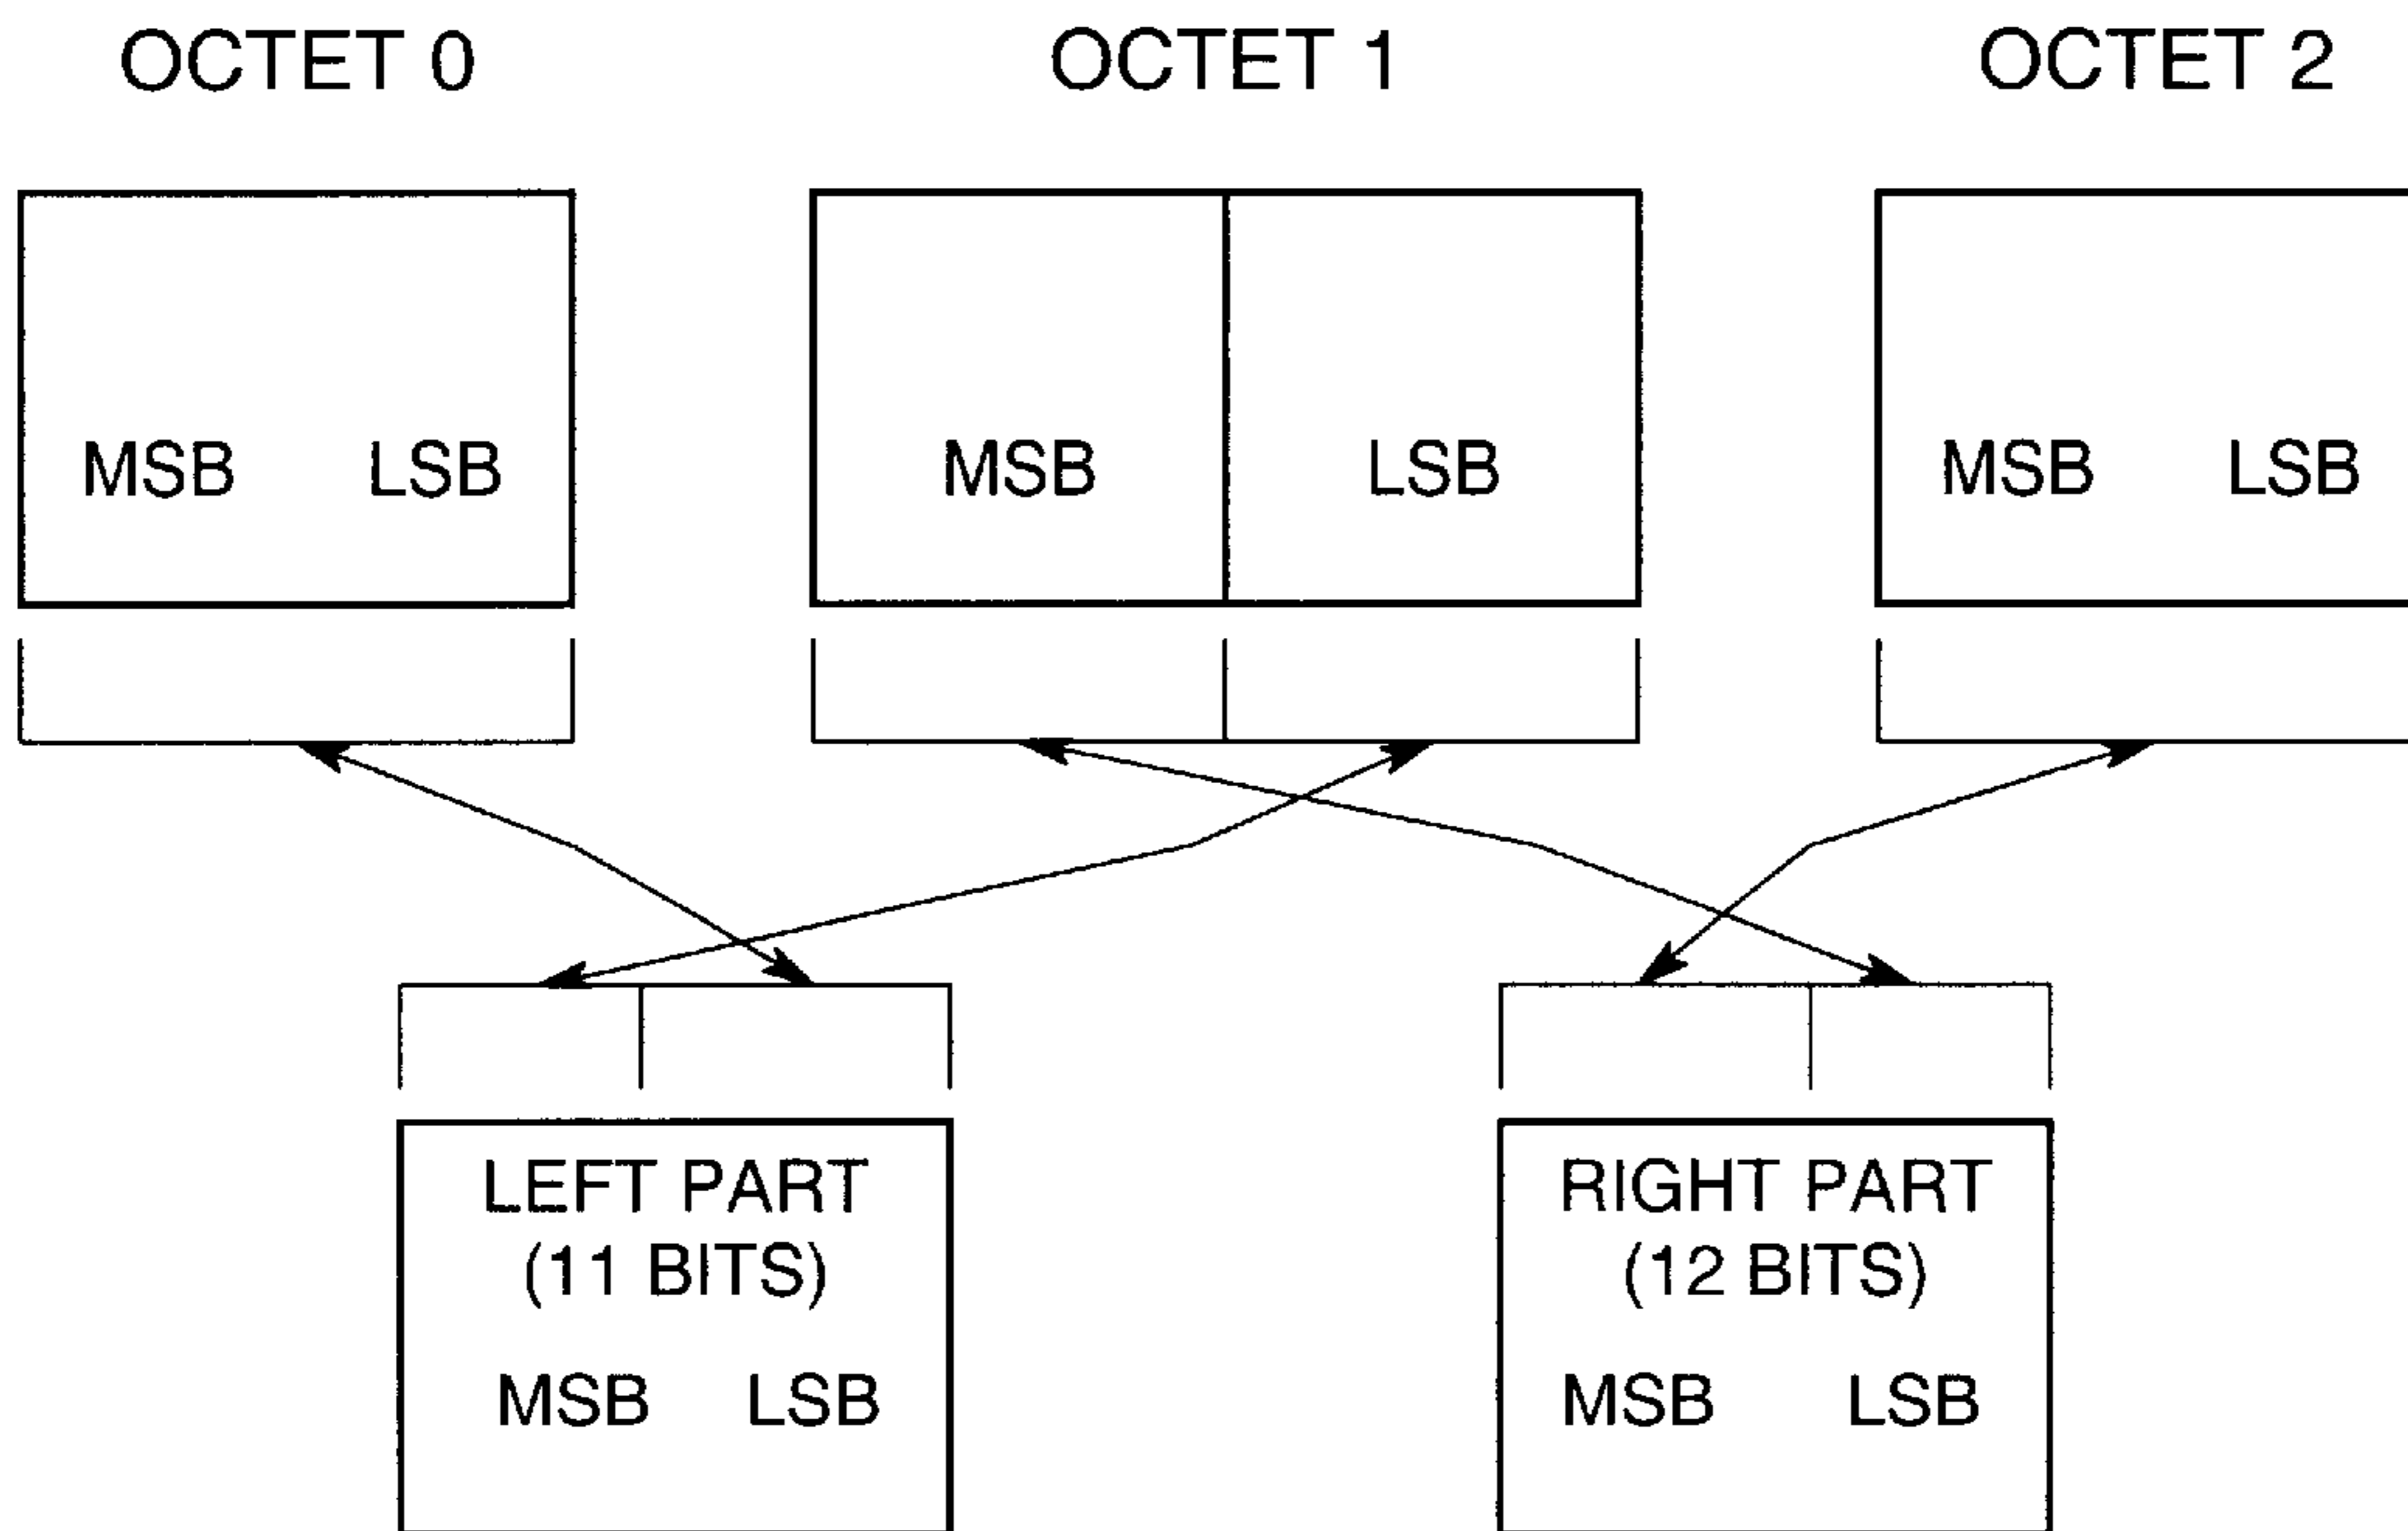 OCTET 0 OCTET 1 OCTET 2
MSB LSB MSB LSB MSB LSB
LEFT PART RIGHT PART
(11 BITS) (12 BITS)
MSB LSB MSB LSB